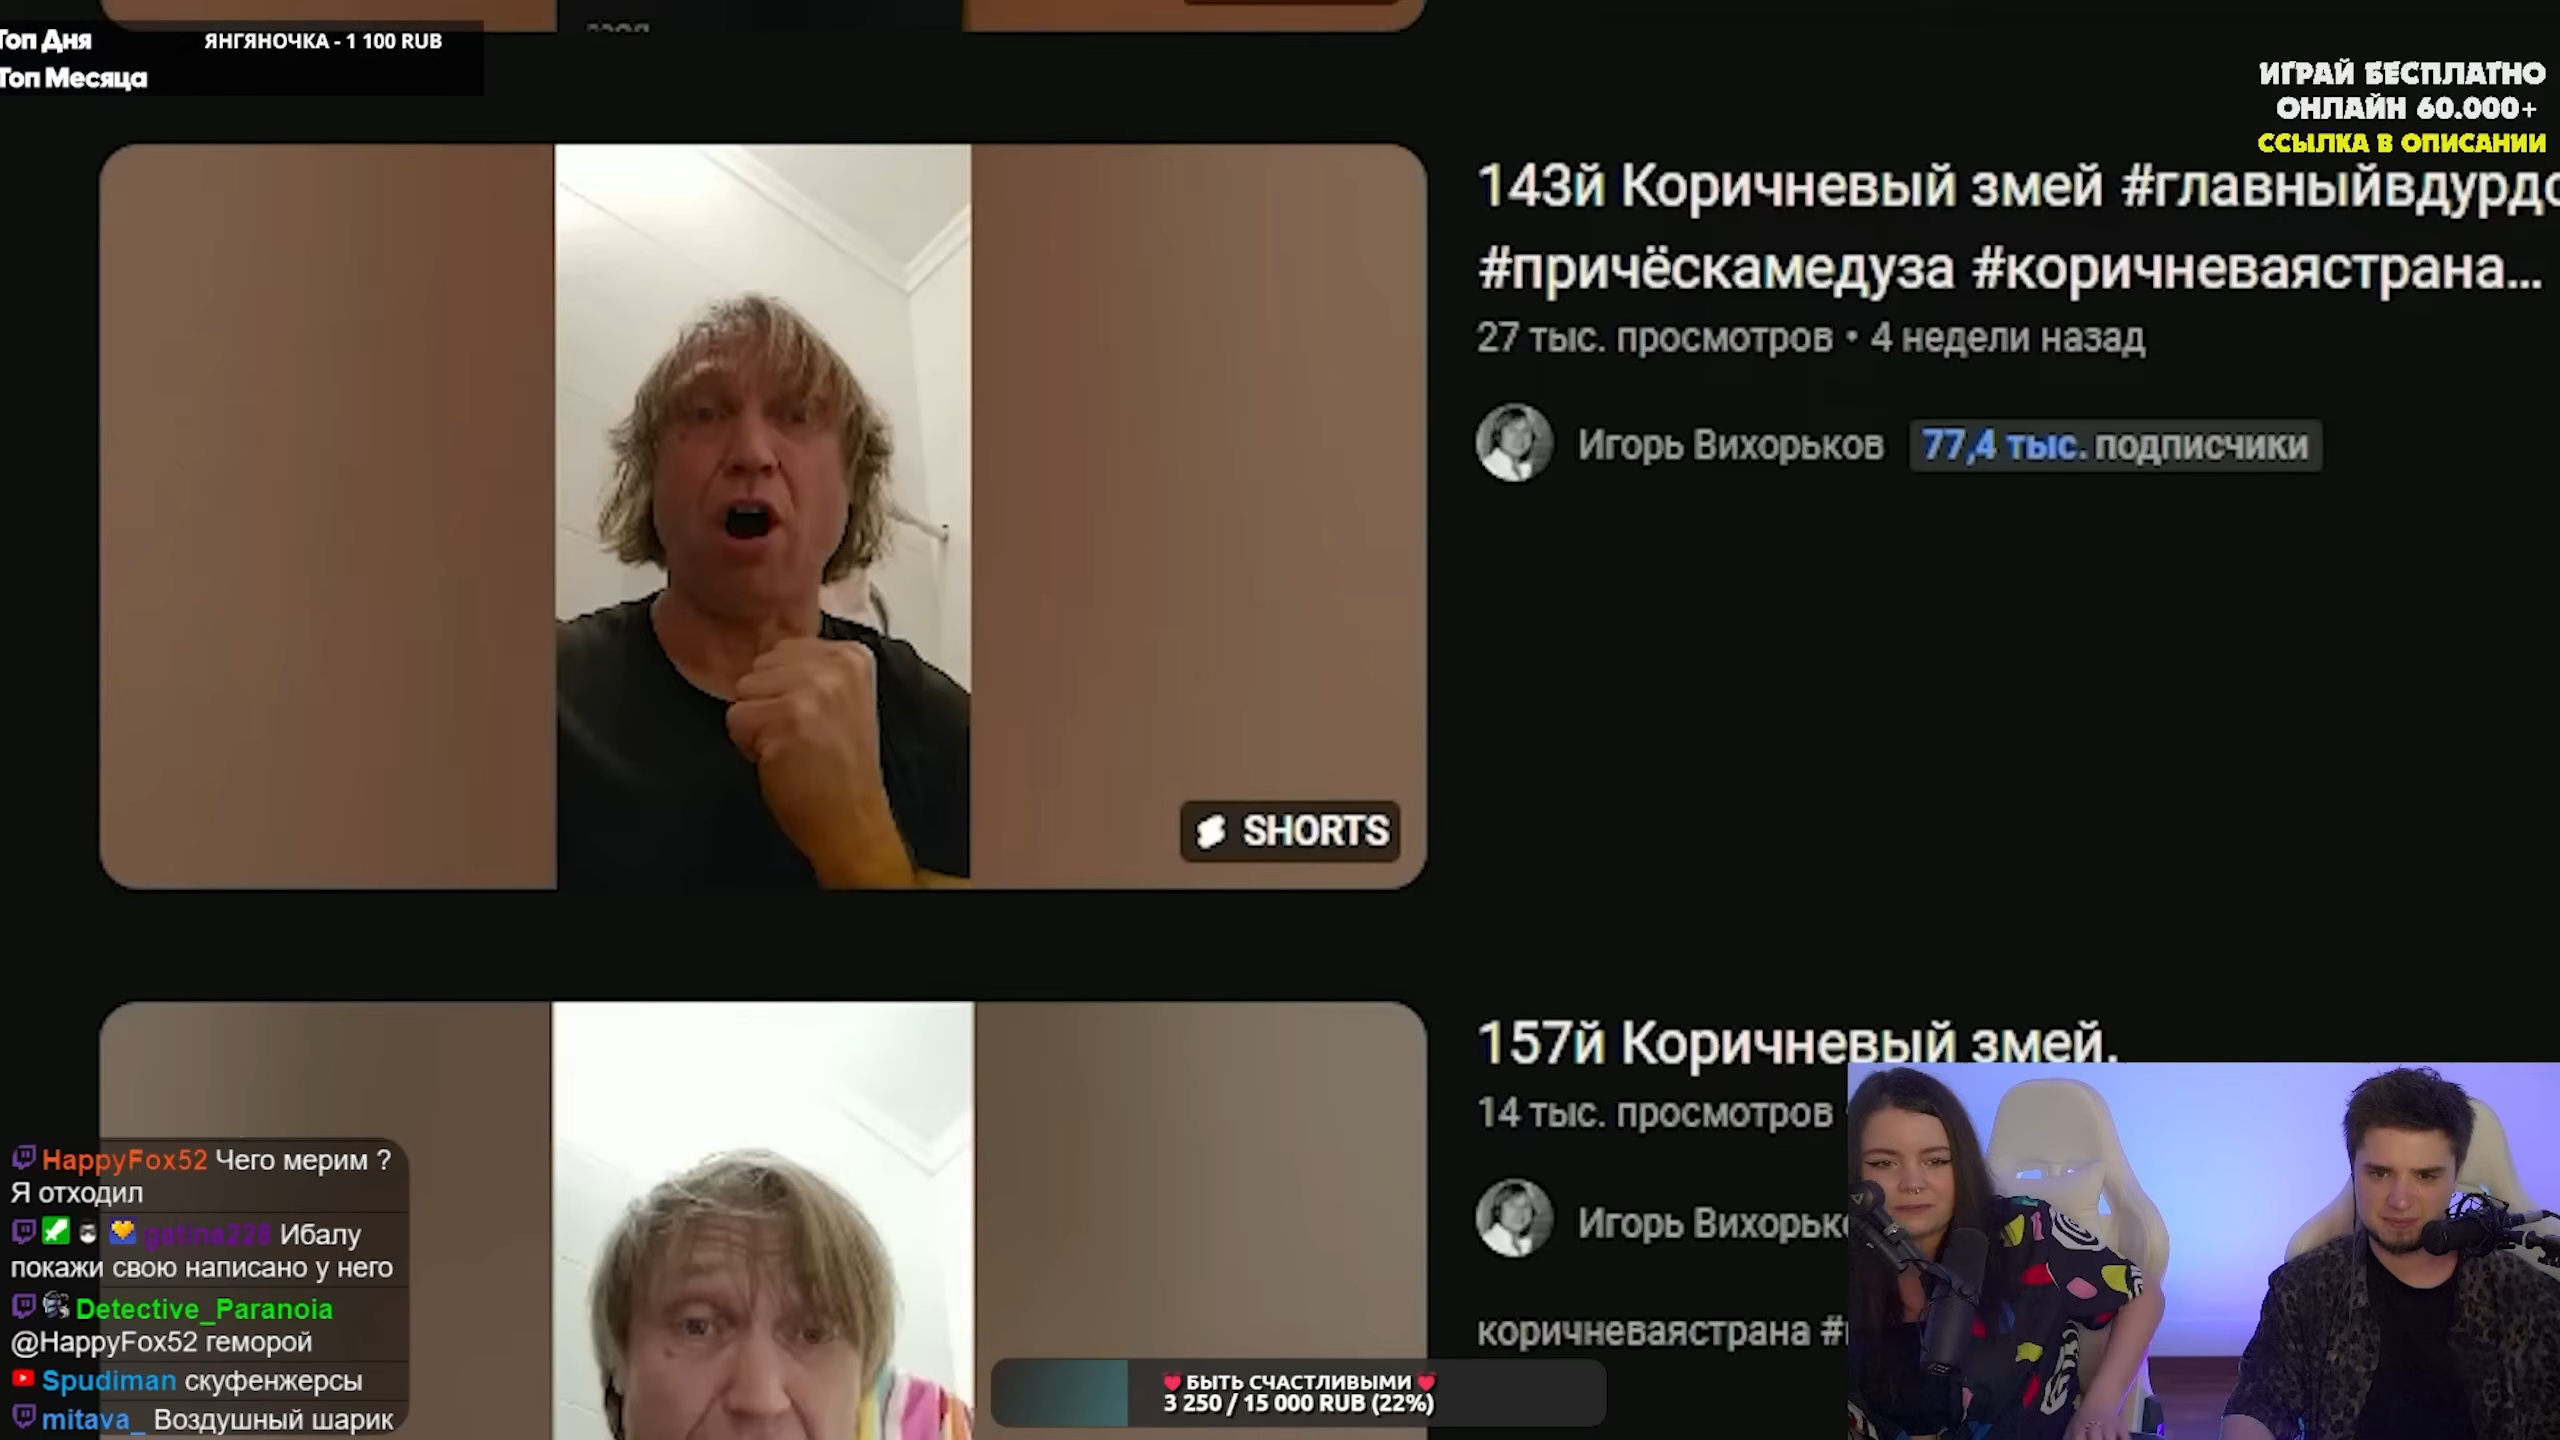 Топ Дня
ЯНГЯНОЧКА - 1 100 RUB
Топ Месяца
ИГРАЙ БЕСПЛАТНО
ОНЛАЙН 60.000+
ССЫЛКА В ОПИСАНИИ
143й Коричневый змей #главныйвдурдо
#причёскамедуза #коричневаястрана...
27 тыс. просмотров • 4 недели назад
Игорь Вихорьков 77,4 тыс. подписчики
SHORTS
157й Коричневый змей.
14 тыс. просмотров
Игорь Вихорько
коричневаястрана #
HappyFox52 Чего мерим ?
Я отходил
gatina228 Ибалу
покажи свою написано у него
Detective_Paranoia
@HappyFox52 геморой
Spudiman скуфенжерсы
mitava_ Воздушный шарик
БЫТЬ СЧАСТЛИВЫМИ
3 250 / 15 000 RUB (22%)